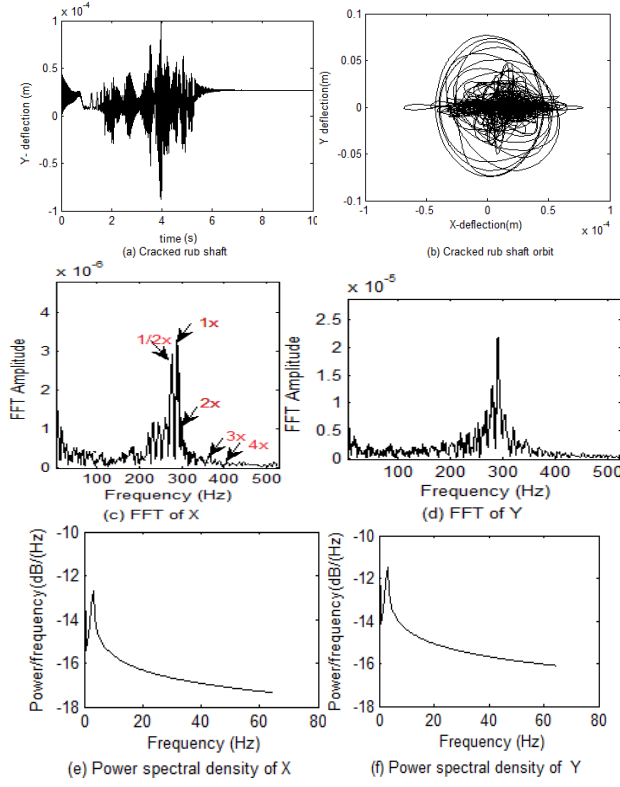 x 10⁻⁴
1
0.5
0
-0.5
-1
Y- deflection (m)
0 2 4 6 8 10
time (s)
(a) Cracked rub shaft
0.1
0.05
0
-0.05
-0.1
Y deflection(m)
-1 -0.5 0 0.5 1
X-deflection(m)
x 10⁻⁴
(b) Cracked rub shaft orbit
x 10⁻⁶
4
3
2
1
0
FFT Amplitude
1/2x
1x
2x
3x
4x
100 200 300 400 500
Frequency (Hz)
(c) FFT of X
x 10⁻⁵
2.5
2
1.5
1
0.5
0
FFT Amplitude
100 200 300 400 500
Frequency (Hz)
(d) FFT of Y
-10
-12
-14
-16
-18
Power/frequency(dB/(Hz)
0 20 40 60 80
Frequency (Hz)
(e) Power spectral density of X
-10
-12
-14
-16
-18
Power/frequency(dB/(Hz)
0 20 40 60 80
Frequency (Hz)
(f) Power spectral density of Y